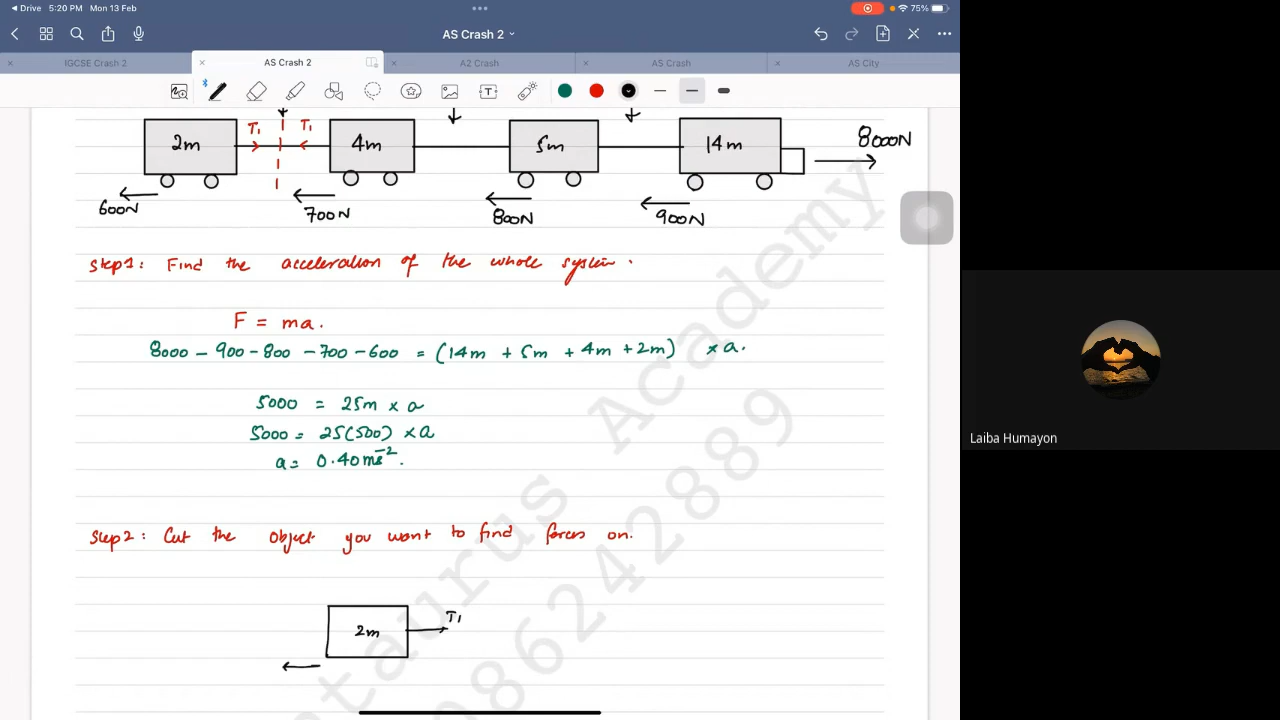 Drive 5:20 PM Mon 13 Feb
75%
AS Crash 2
IGCSE Crash 2
AS Crash 2
A2 Crash
AS Crash
AS City
2m
T1
T1
4m
5m
14m
8000N
600N
700N
800N
900N
Step1: Find the acceleration of the whole system.
F = ma.
8000 - 900 - 800 - 700 - 600 = (14m + 5m + 4m + 2m) × a.
5000 = 25m × a
5000 = 25(500) × a
a = 0.40ms⁻².
Step2: Cut the object you want to find forces on.
2m
T1
Laiba Humayon
taurus Academy
08624288